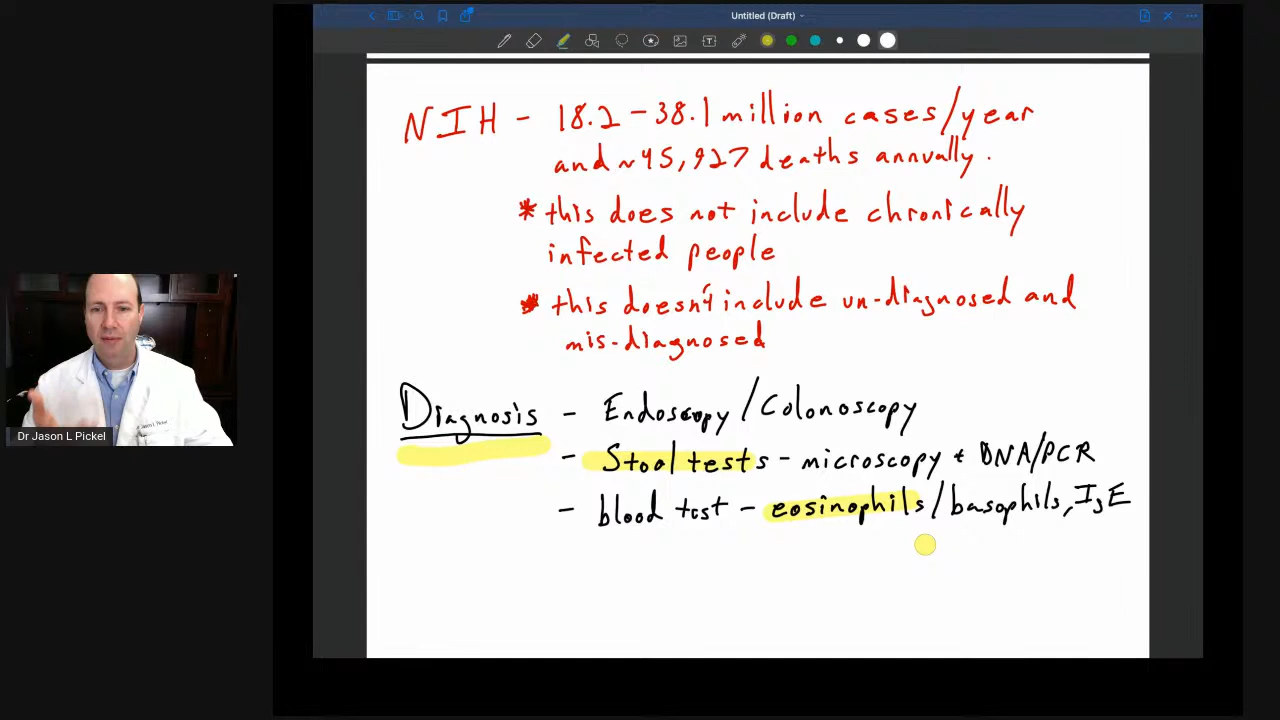 Untitled (Draft)
NIH - 18.2 - 38.1 million cases/year
and ~45,927 deaths annually.
* this does not include chronically
infected people
* this doesn't include un-diagnosed and
mis-diagnosed
Diagnosis - Endoscopy/Colonoscopy
- Stool tests - microscopy + DNA/PCR
- blood test - eosinophils/basophils, IgE
Dr Jason L Pickel